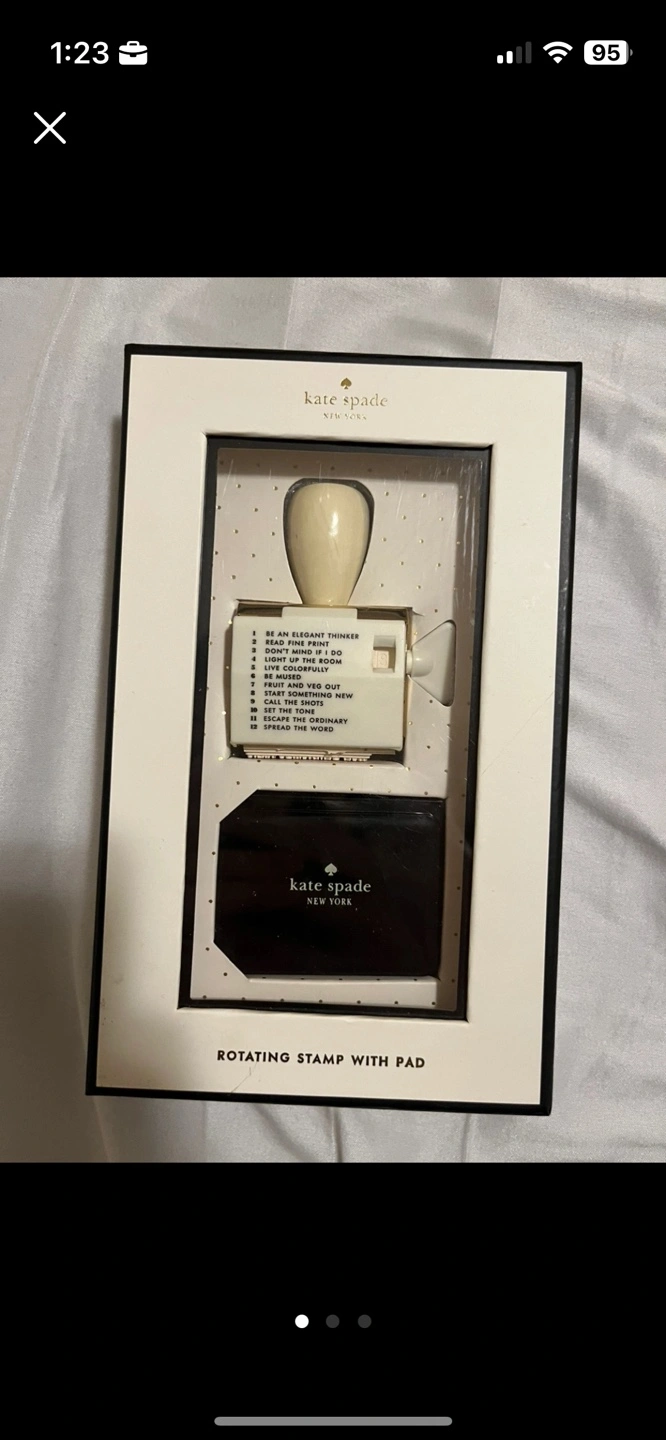 1:23
95
kate spade
NEW YORK
1 BE AN ELEGANT THINKER
2 READ FINE PRINT
3 DON'T MIND IF I DO
4 LIGHT UP THE ROOM
5 LIVE COLORFULLY
6 BE MUSED
7 FRUIT AND VEG OUT
8 START SOMETHING NEW
9 CALL THE SHOTS
10 SET THE TONE
11 ESCAPE THE ORDINARY
12 SPREAD THE WORD
kate spade
NEW YORK
ROTATING STAMP WITH PAD